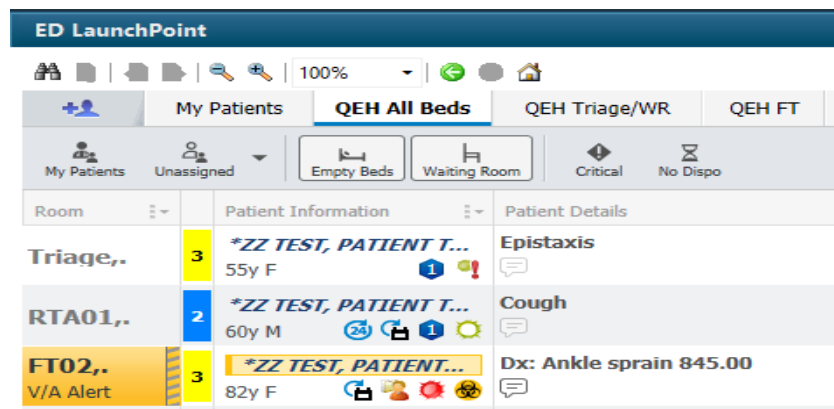 ED LaunchPoint
100%
My Patients QEH All Beds QEH Triage/WR QEH FT
My Patients Unassigned Empty Beds Waiting Room Critical No Dispo
Room Patient Information Patient Details
Triage,. 3 *ZZ TEST, PATIENT T... Epistaxis
55y F 1
RTA01,. 2 *ZZ TEST, PATIENT T... Cough
60y M 24 1
FT02,. 3 *ZZ TEST, PATIENT... Dx: Ankle sprain 845.00
V/A Alert 82y F